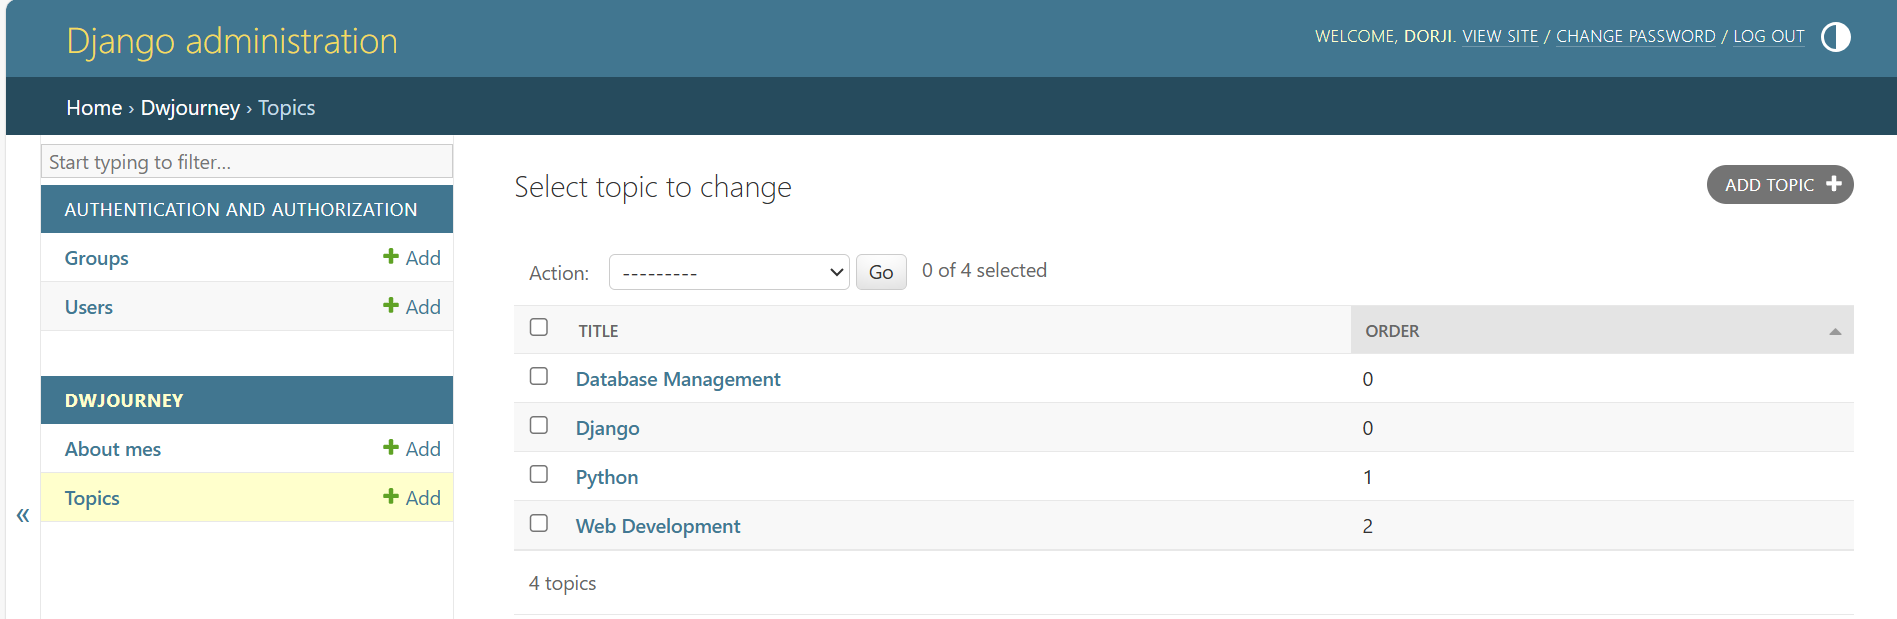 Django administration
WELCOME, DORJI. VIEW SITE / CHANGE PASSWORD / LOG OUT
Home › Dwjourney › Topics
Start typing to filter...
AUTHENTICATION AND AUTHORIZATION
Groups + Add
Users + Add
DWJOURNEY
About mes + Add
Topics + Add
«
Select topic to change
ADD TOPIC +
Action: --------- Go 0 of 4 selected
TITLE ORDER
Database Management 0
Django 0
Python 1
Web Development 2
4 topics